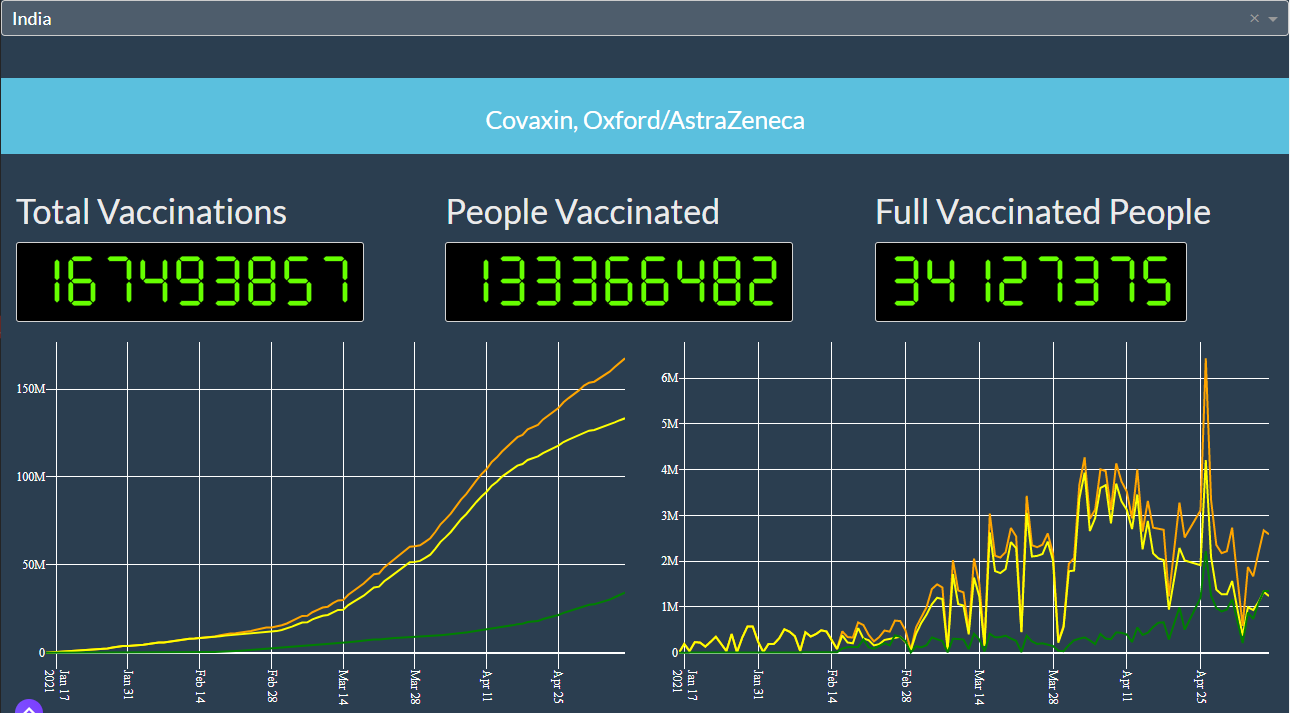 India
Covaxin, Oxford/AstraZeneca
Total Vaccinations
People Vaccinated
Full Vaccinated People
167493857
133366482
34127375
150M
100M
50M
0
Jan 17
2021
Jan 31
Feb 14
Feb 28
Mar 14
Mar 28
Apr 11
Apr 25
6M
5M
4M
3M
2M
1M
0
Jan 17
2021
Jan 31
Feb 14
Feb 28
Mar 14
Mar 28
Apr 11
Apr 25